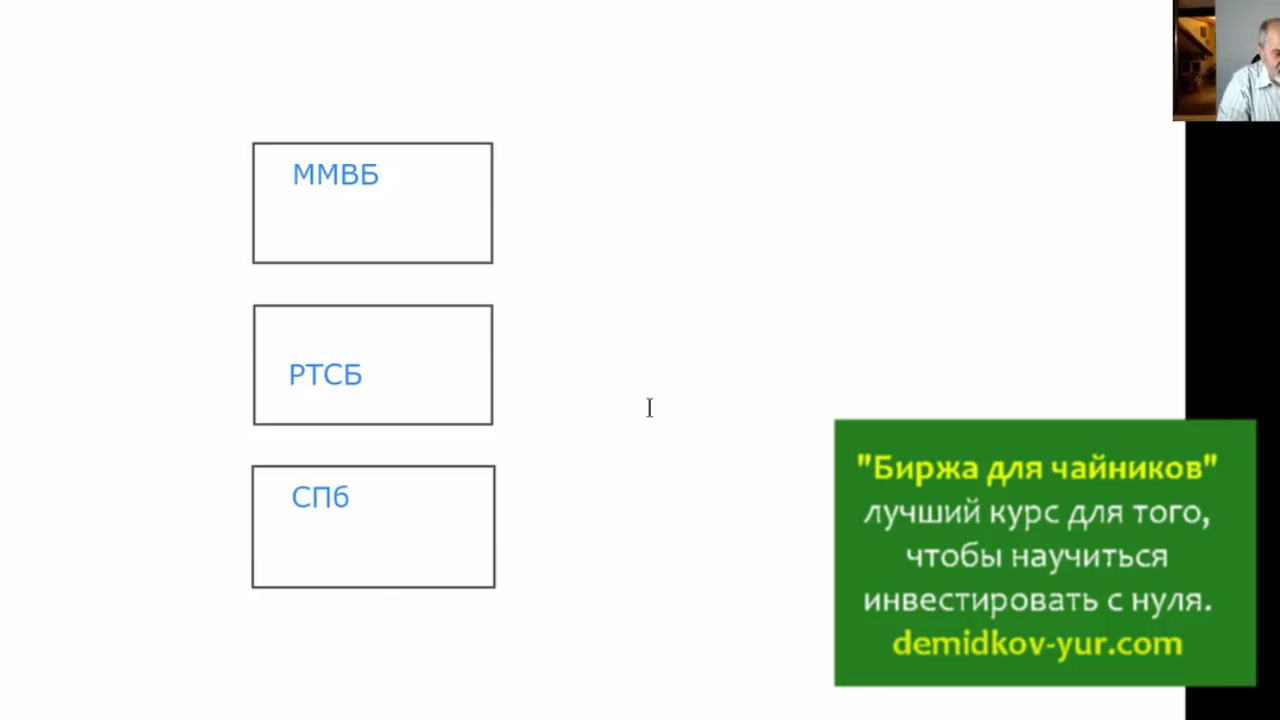 ММВБ
РТСБ
СПб
"Биржа для чайников"
лучший курс для того,
чтобы научиться
инвестировать с нуля.
demidkov-yur.com